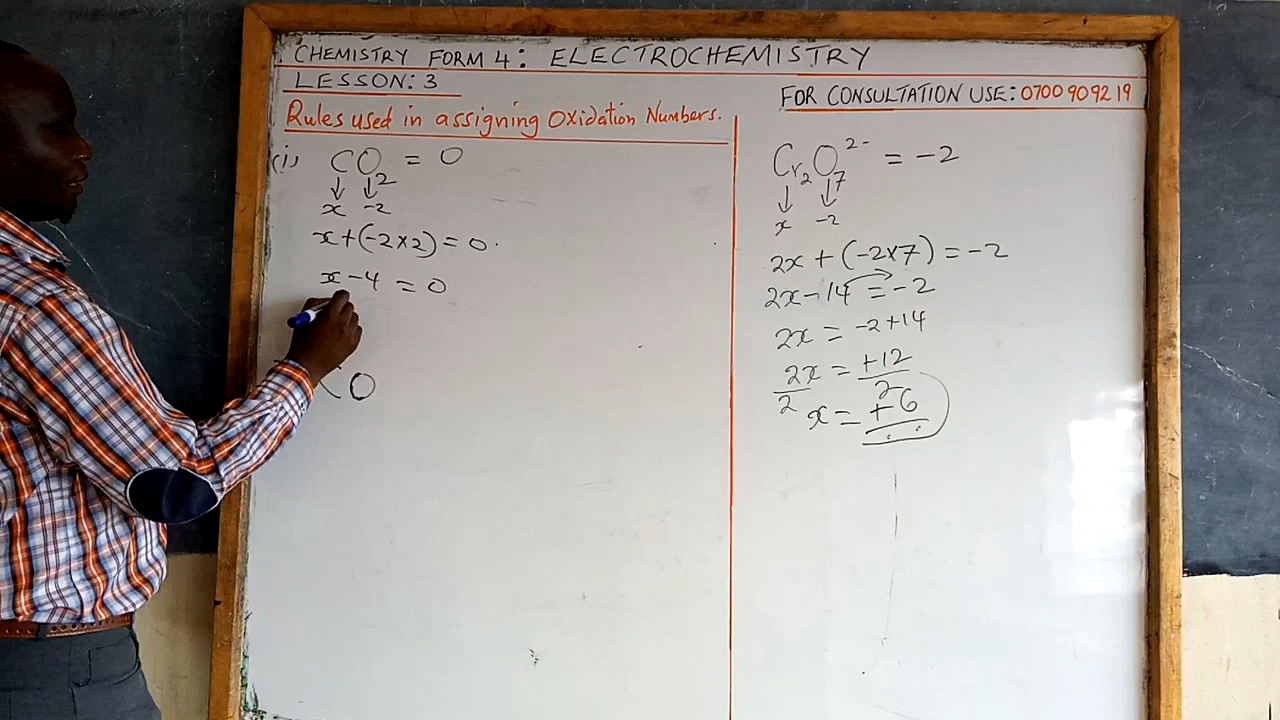 CHEMISTRY FORM 4: ELECTROCHEMISTRY
LESSON: 3
FOR CONSULTATION USE: 0700 909219
Rules used in assigning Oxidation Numbers.
(i) CO₂ = 0
↓ ↓
x -2
x+(-2×2) = 0.
x-4 = 0
CO
Cr₂O₇²⁻ = -2
↓ ↓
x -2
2x + (-2×7) = -2
2x-14 = -2
2x = -2+14
2x/2 = +12/2
x = +6